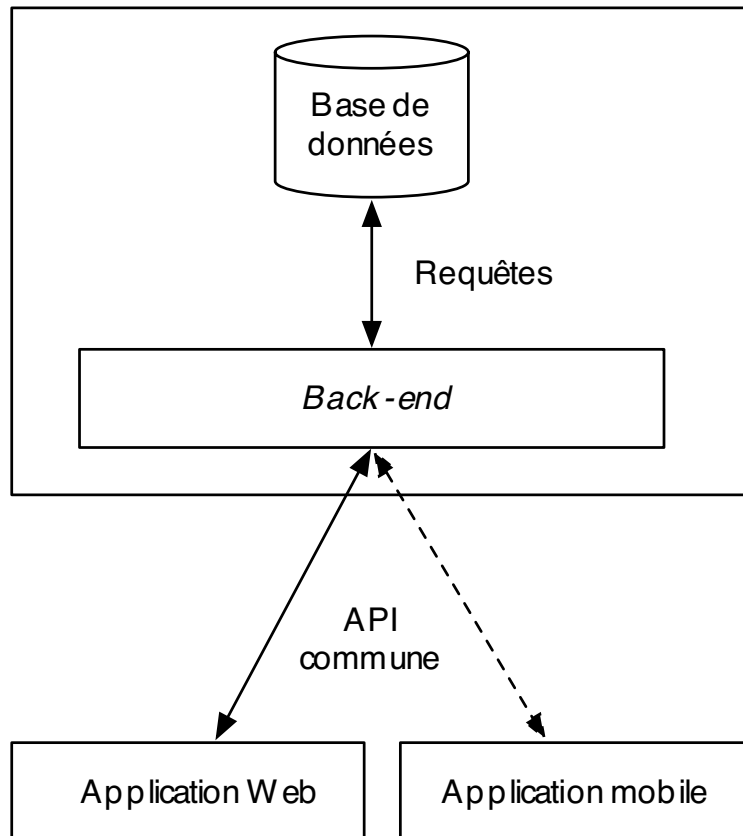 Base de
données
Requêtes
Back-end
API
commune
Application Web
Application mobile